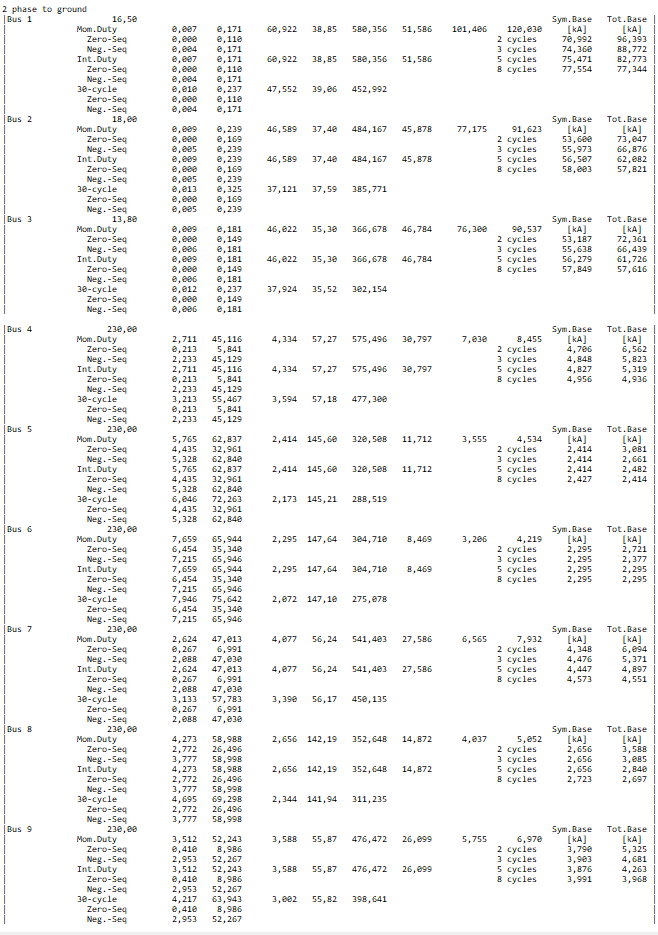 2 phase to ground
|Bus 1 16,50 Sym.Base Tot.Base |
| Mom.Duty 0,007 0,171 60,922 38,85 580,356 51,586 101,406 120,030 [kA] [kA] |
| Zero-Seq 0,000 0,110 2 cycles 70,992 96,393 |
| Neg.-Seq 0,004 0,171 3 cycles 74,360 88,772 |
| Int.Duty 0,007 0,171 60,922 38,85 580,356 51,586 5 cycles 75,471 82,773 |
| Zero-Seq 0,000 0,110 8 cycles 77,554 77,344 |
| Neg.-Seq 0,004 0,171 |
| 30-cycle 0,010 0,237 47,552 39,06 452,992 |
| Zero-Seq 0,000 0,110 |
| Neg.-Seq 0,004 0,171 |
|Bus 2 18,00 Sym.Base Tot.Base |
| Mom.Duty 0,009 0,239 46,589 37,40 484,167 45,878 77,175 91,623 [kA] [kA] |
| Zero-Seq 0,000 0,169 2 cycles 53,600 73,047 |
| Neg.-Seq 0,005 0,239 3 cycles 55,973 66,876 |
| Int.Duty 0,009 0,239 46,589 37,40 484,167 45,878 5 cycles 56,507 62,082 |
| Zero-Seq 0,000 0,169 8 cycles 58,003 57,821 |
| Neg.-Seq 0,005 0,239 |
| 30-cycle 0,013 0,325 37,121 37,59 385,771 |
| Zero-Seq 0,000 0,169 |
| Neg.-Seq 0,005 0,239 |
|Bus 3 13,80 Sym.Base Tot.Base |
| Mom.Duty 0,009 0,181 46,022 35,30 366,678 46,784 76,300 90,537 [kA] [kA] |
| Zero-Seq 0,000 0,149 2 cycles 53,187 72,361 |
| Neg.-Seq 0,006 0,181 3 cycles 55,638 66,439 |
| Int.Duty 0,009 0,181 46,022 35,30 366,678 46,784 5 cycles 56,279 61,726 |
| Zero-Seq 0,000 0,149 8 cycles 57,849 57,616 |
| Neg.-Seq 0,006 0,181 |
| 30-cycle 0,012 0,237 37,924 35,52 302,154 |
| Zero-Seq 0,000 0,149 |
| Neg.-Seq 0,006 0,181 |
|Bus 4 230,00 Sym.Base Tot.Base |
| Mom.Duty 2,711 45,116 4,334 57,27 575,496 30,797 7,030 8,455 [kA] [kA] |
| Zero-Seq 0,213 5,841 2 cycles 4,706 6,562 |
| Neg.-Seq 2,233 45,129 3 cycles 4,848 5,823 |
| Int.Duty 2,711 45,116 4,334 57,27 575,496 30,797 5 cycles 4,827 5,319 |
| Zero-Seq 0,213 5,841 8 cycles 4,956 4,936 |
| Neg.-Seq 2,233 45,129 |
| 30-cycle 3,213 55,467 3,594 57,18 477,300 |
| Zero-Seq 0,213 5,841 |
| Neg.-Seq 2,233 45,129 |
|Bus 5 230,00 Sym.Base Tot.Base |
| Mom.Duty 5,765 62,837 2,414 145,60 320,508 11,712 3,555 4,534 [kA] [kA] |
| Zero-Seq 4,435 32,961 2 cycles 2,414 3,081 |
| Neg.-Seq 5,328 62,840 3 cycles 2,414 2,661 |
| Int.Duty 5,765 62,837 2,414 145,60 320,508 11,712 5 cycles 2,414 2,482 |
| Zero-Seq 4,435 32,961 8 cycles 2,427 2,414 |
| Neg.-Seq 5,328 62,840 |
| 30-cycle 6,046 72,263 2,173 145,21 288,519 |
| Zero-Seq 4,435 32,961 |
| Neg.-Seq 5,328 62,840 |
|Bus 6 230,00 Sym.Base Tot.Base |
| Mom.Duty 7,659 65,944 2,295 147,64 304,710 8,469 3,206 4,219 [kA] [kA] |
| Zero-Seq 6,454 35,340 2 cycles 2,295 2,721 |
| Neg.-Seq 7,215 65,946 3 cycles 2,295 2,377 |
| Int.Duty 7,659 65,944 2,295 147,64 304,710 8,469 5 cycles 2,295 2,295 |
| Zero-Seq 6,454 35,340 8 cycles 2,295 2,295 |
| Neg.-Seq 7,215 65,946 |
| 30-cycle 7,946 75,642 2,072 147,10 275,078 |
| Zero-Seq 6,454 35,340 |
| Neg.-Seq 7,215 65,946 |
|Bus 7 230,00 Sym.Base Tot.Base |
| Mom.Duty 2,624 47,013 4,077 56,24 541,403 27,586 6,565 7,932 [kA] [kA] |
| Zero-Seq 0,267 6,991 2 cycles 4,348 6,094 |
| Neg.-Seq 2,088 47,030 3 cycles 4,476 5,371 |
| Int.Duty 2,624 47,013 4,077 56,24 541,403 27,586 5 cycles 4,447 4,897 |
| Zero-Seq 0,267 6,991 8 cycles 4,573 4,551 |
| Neg.-Seq 2,088 47,030 |
| 30-cycle 3,133 57,783 3,390 56,17 450,135 |
| Zero-Seq 0,267 6,991 |
| Neg.-Seq 2,088 47,030 |
|Bus 8 230,00 Sym.Base Tot.Base |
| Mom.Duty 4,273 58,988 2,656 142,19 352,648 14,872 4,037 5,052 [kA] [kA] |
| Zero-Seq 2,772 26,496 2 cycles 2,656 3,588 |
| Neg.-Seq 3,777 58,998 3 cycles 2,656 3,085 |
| Int.Duty 4,273 58,988 2,656 142,19 352,648 14,872 5 cycles 2,656 2,840 |
| Zero-Seq 2,772 26,496 8 cycles 2,723 2,697 |
| Neg.-Seq 3,777 58,998 |
| 30-cycle 4,695 69,298 2,344 141,94 311,235 |
| Zero-Seq 2,772 26,496 |
| Neg.-Seq 3,777 58,998 |
|Bus 9 230,00 Sym.Base Tot.Base |
| Mom.Duty 3,512 52,243 3,588 55,87 476,472 26,099 5,755 6,970 [kA] [kA] |
| Zero-Seq 0,410 8,986 2 cycles 3,790 5,325 |
| Neg.-Seq 2,953 52,267 3 cycles 3,903 4,681 |
| Int.Duty 3,512 52,243 3,588 55,87 476,472 26,099 5 cycles 3,876 4,263 |
| Zero-Seq 0,410 8,986 8 cycles 3,991 3,968 |
| Neg.-Seq 2,953 52,267 |
| 30-cycle 4,217 63,943 3,002 55,82 398,641 |
| Zero-Seq 0,410 8,986 |
| Neg.-Seq 2,953 52,267 |